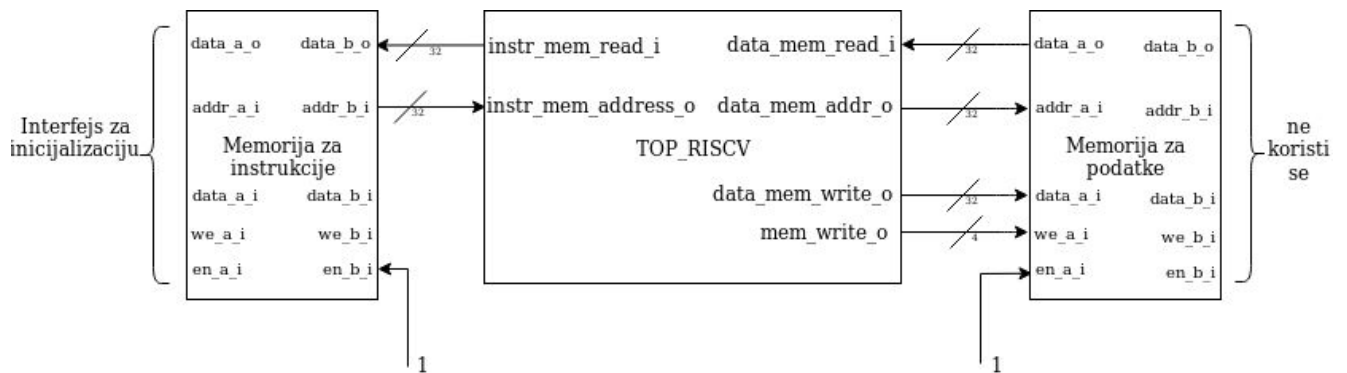 Interfejs za
inicijalizaciju
data_a_o data_b_o
addr_a_i addr_b_i
Memorija za
instrukcije
data_a_i data_b_i
we_a_i we_b_i
en_a_i en_b_i
1
32
32
instr_mem_read_i data_mem_read_i
instr_mem_address_o data_mem_addr_o
TOP_RISCV
data_mem_write_o
mem_write_o
32
32
32
4
data_a_o data_b_o
addr_a_i addr_b_i
Memorija za
podatke
data_a_i data_b_i
we_a_i we_b_i
en_a_i en_b_i
1
ne
koristi
se